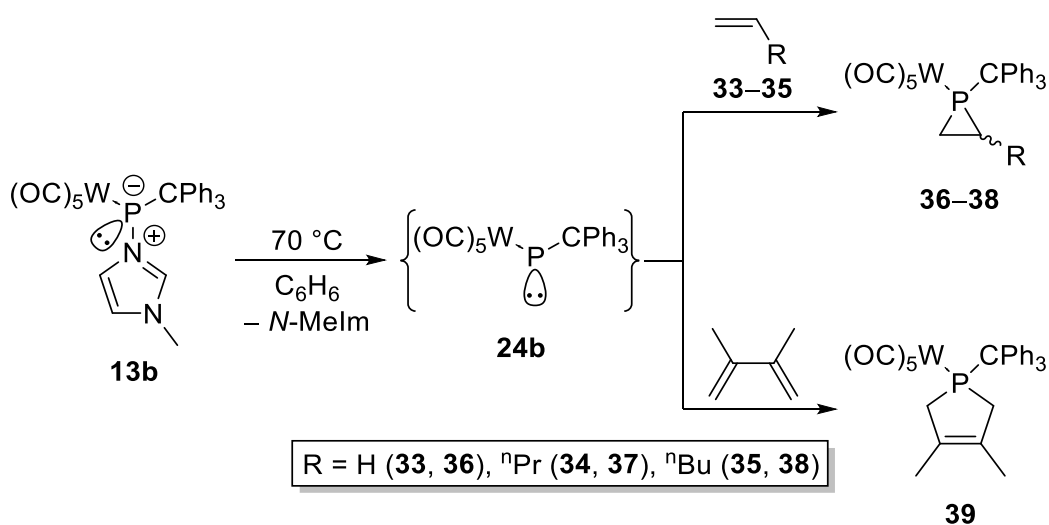 R
33–35
(OC)5W
CPh3
P
R
36–38
(OC)5W
⊖
CPh3
P
⊕
N
N
13b
70 °C
C6H6
– N-MeIm
{(OC)5W
CPh3}
P
24b
(OC)5W
CPh3
P
39
R = H (33, 36), nPr (34, 37), nBu (35, 38)